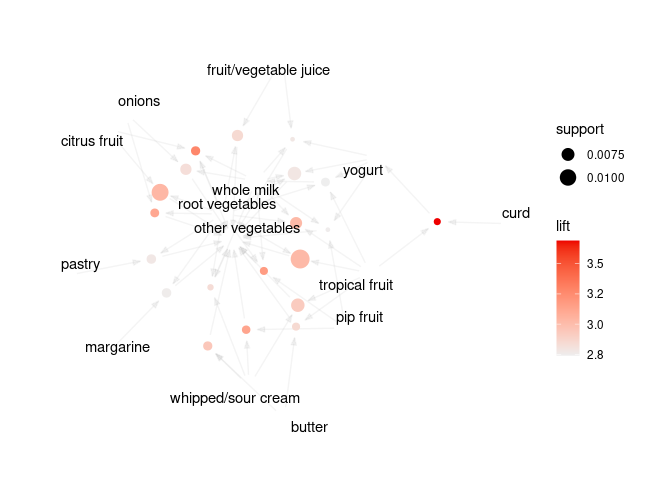 fruit/vegetable juice
onions
citrus fruit
yogurt
whole milk
root vegetables
curd
other vegetables
pastry
tropical fruit
pip fruit
margarine
whipped/sour cream
butter
support
0.0075
0.0100
lift
3.5
3.2
3.0
2.8